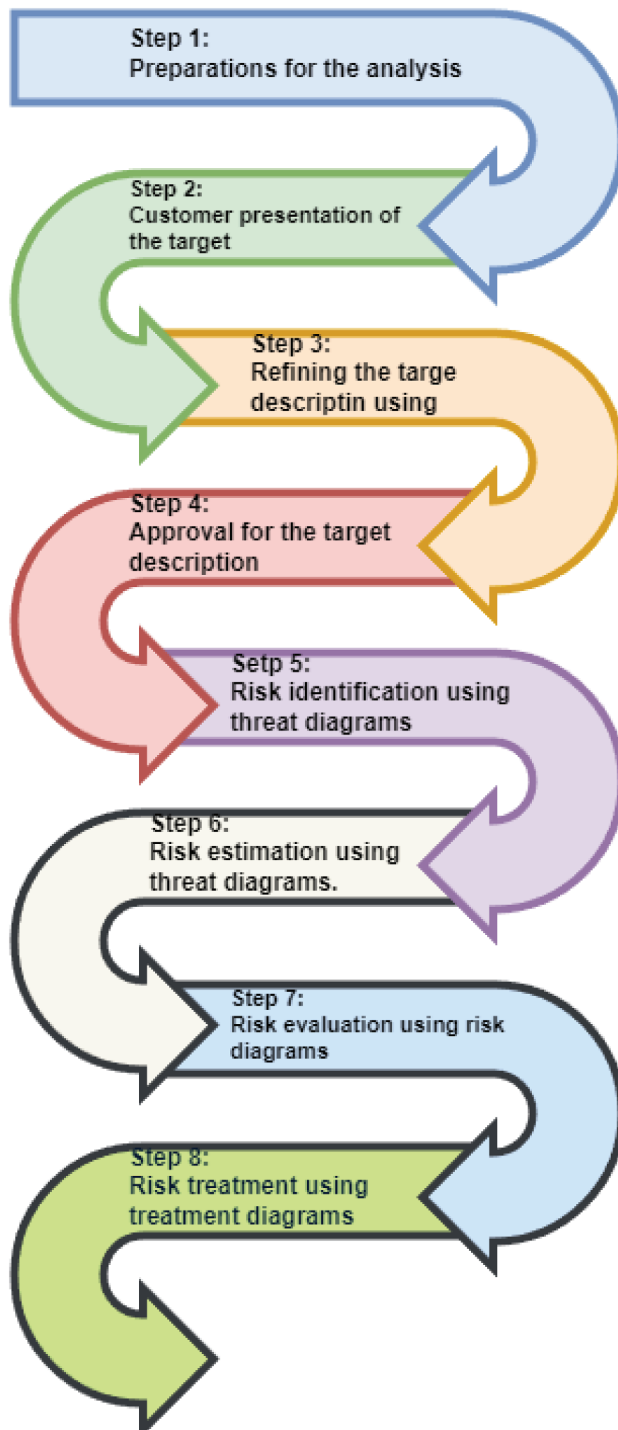 Step 1:
Preparations for the analysis
Step 2:
Customer presentation of
the target
Step 3:
Refining the targe
descriptin using
Step 4:
Approval for the target
description
Setp 5:
Risk identification using
threat diagrams
Step 6:
Risk estimation using
threat diagrams.
Step 7:
Risk evaluation using risk
diagrams
Step 8:
Risk treatment using
treatment diagrams